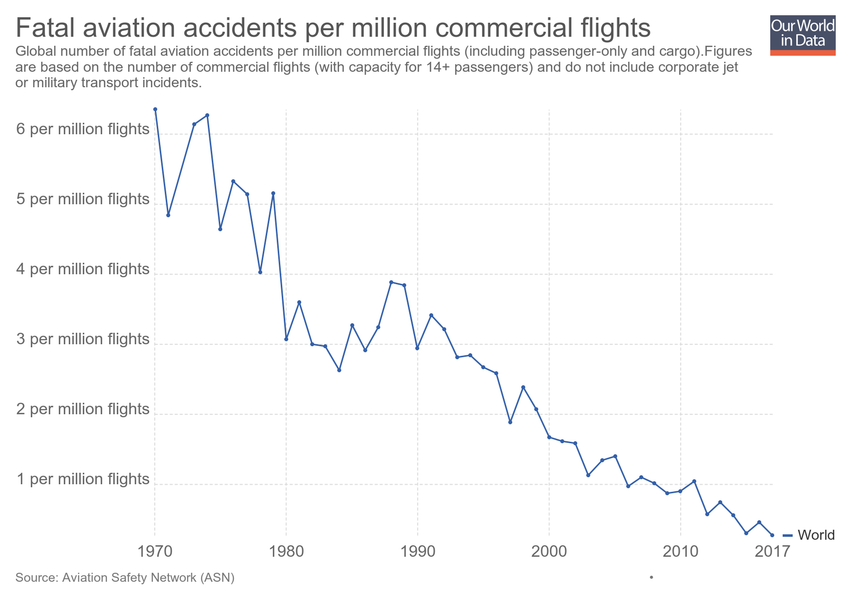 Fatal aviation accidents per million commercial flights
Our World
in Data
Global number of fatal aviation accidents per million commercial flights (including passenger-only and cargo).Figures
are based on the number of commercial flights (with capacity for 14+ passengers) and do not include corporate jet
or military transport incidents.
6 per million flights
5 per million flights
4 per million flights
3 per million flights
2 per million flights
1 per million flights
World
1970 1980 1990 2000 2010 2017
Source: Aviation Safety Network (ASN)